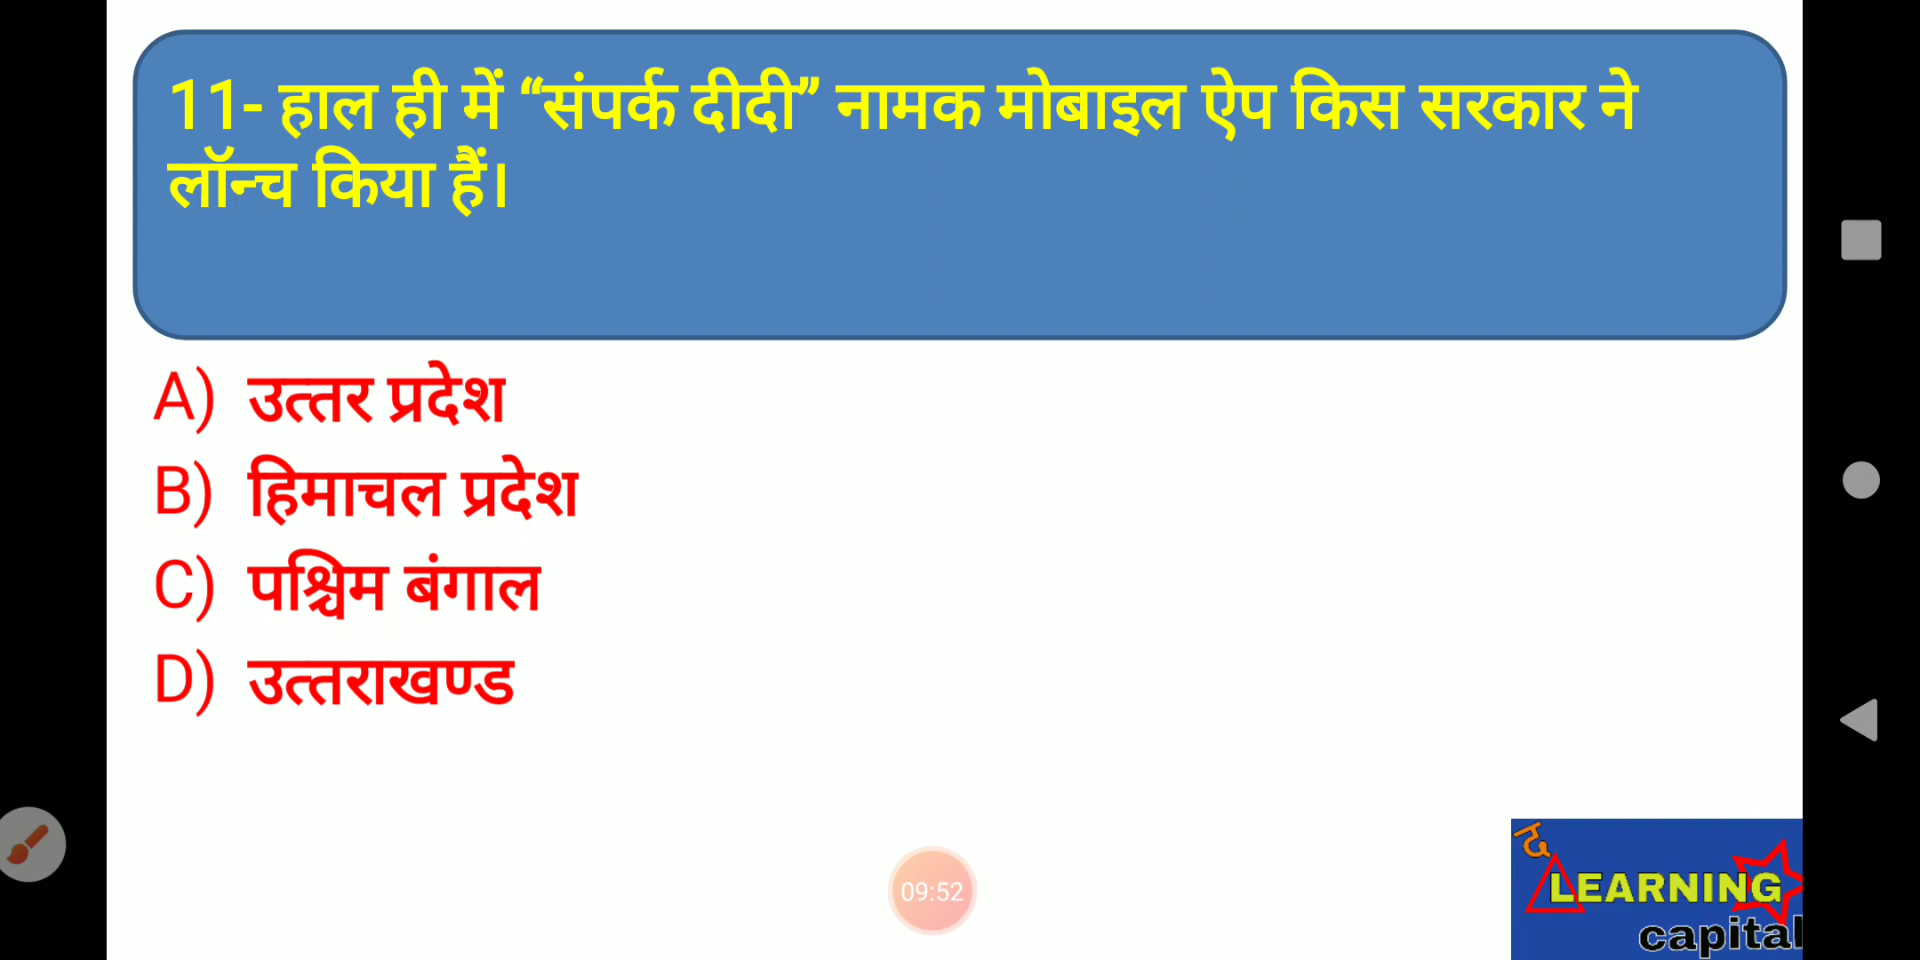 11- हाल ही में “संपर्क दीदी” नामक मोबाइल ऐप किस सरकार ने
लॉन्च किया हैं।
A) उत्तर प्रदेश
B) हिमाचल प्रदेश
C) पश्चिम बंगाल
D) उत्तराखण्ड
09:52
द
LEARNING
capital